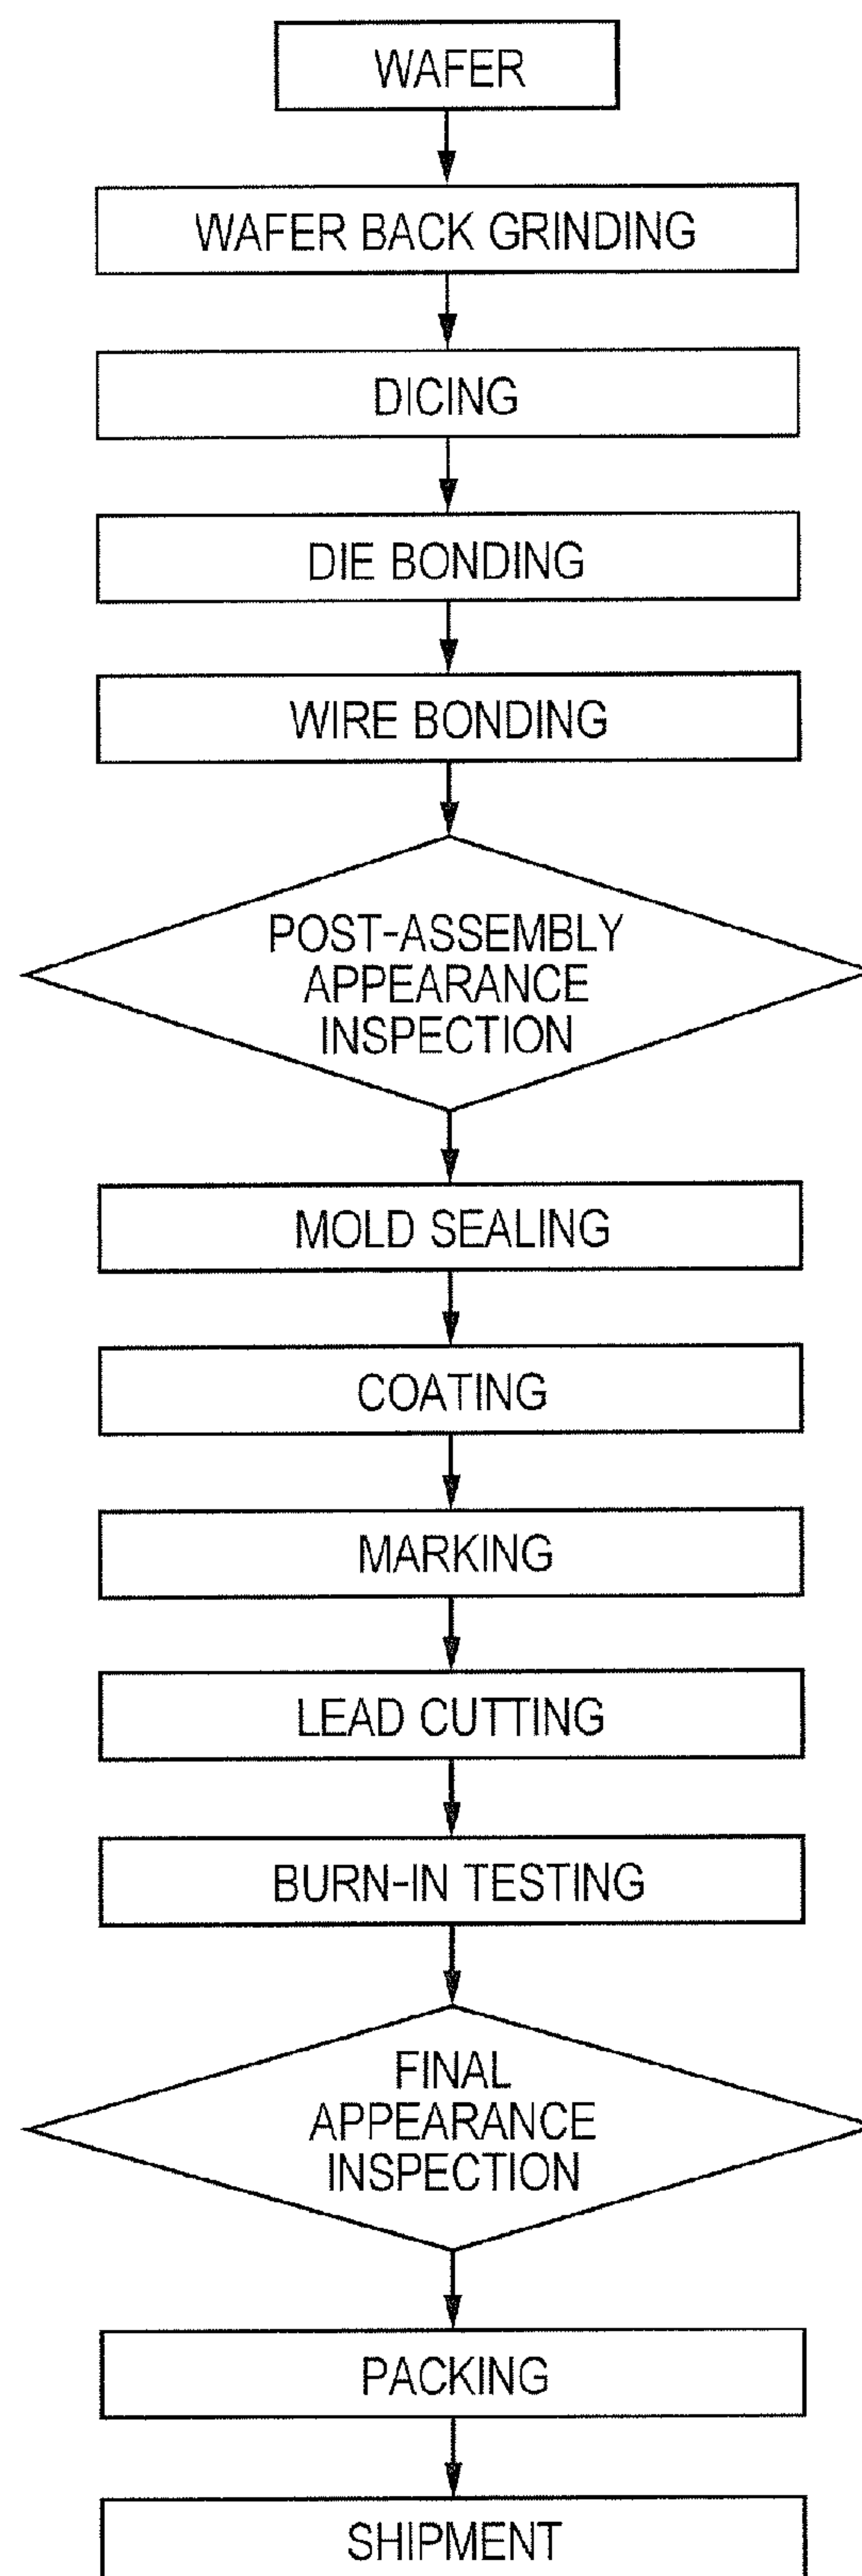 WAFER
WAFER BACK GRINDING
DICING
DIE BONDING
WIRE BONDING
POST-ASSEMBLY
APPEARANCE
INSPECTION
MOLD SEALING
COATING
MARKING
LEAD CUTTING
BURN-IN TESTING
FINAL
APPEARANCE
INSPECTION
PACKING
SHIPMENT